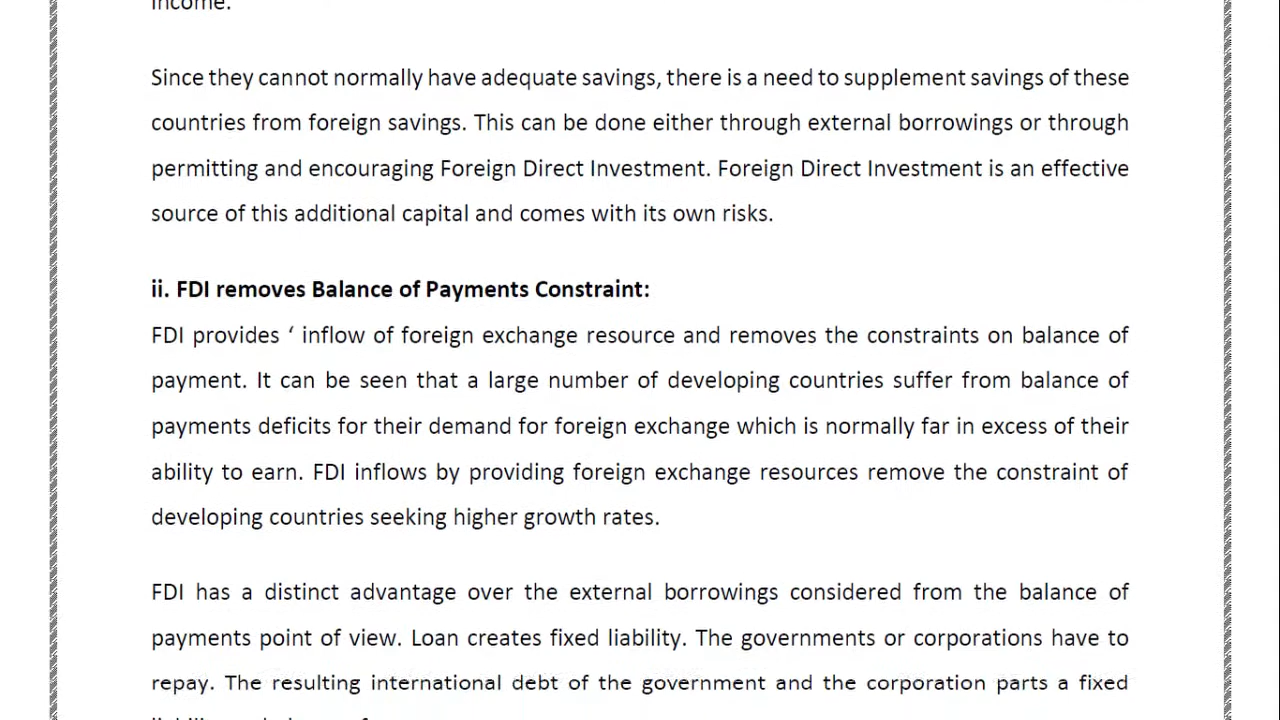 income.
Since they cannot normally have adequate savings, there is a need to supplement savings of these
countries from foreign savings. This can be done either through external borrowings or through
permitting and encouraging Foreign Direct Investment. Foreign Direct Investment is an effective
source of this additional capital and comes with its own risks.
ii. FDI removes Balance of Payments Constraint:
FDI provides ‘ inflow of foreign exchange resource and removes the constraints on balance of
payment. It can be seen that a large number of developing countries suffer from balance of
payments deficits for their demand for foreign exchange which is normally far in excess of their
ability to earn. FDI inflows by providing foreign exchange resources remove the constraint of
developing countries seeking higher growth rates.
FDI has a distinct advantage over the external borrowings considered from the balance of
payments point of view. Loan creates fixed liability. The governments or corporations have to
repay. The resulting international debt of the government and the corporation parts a fixed